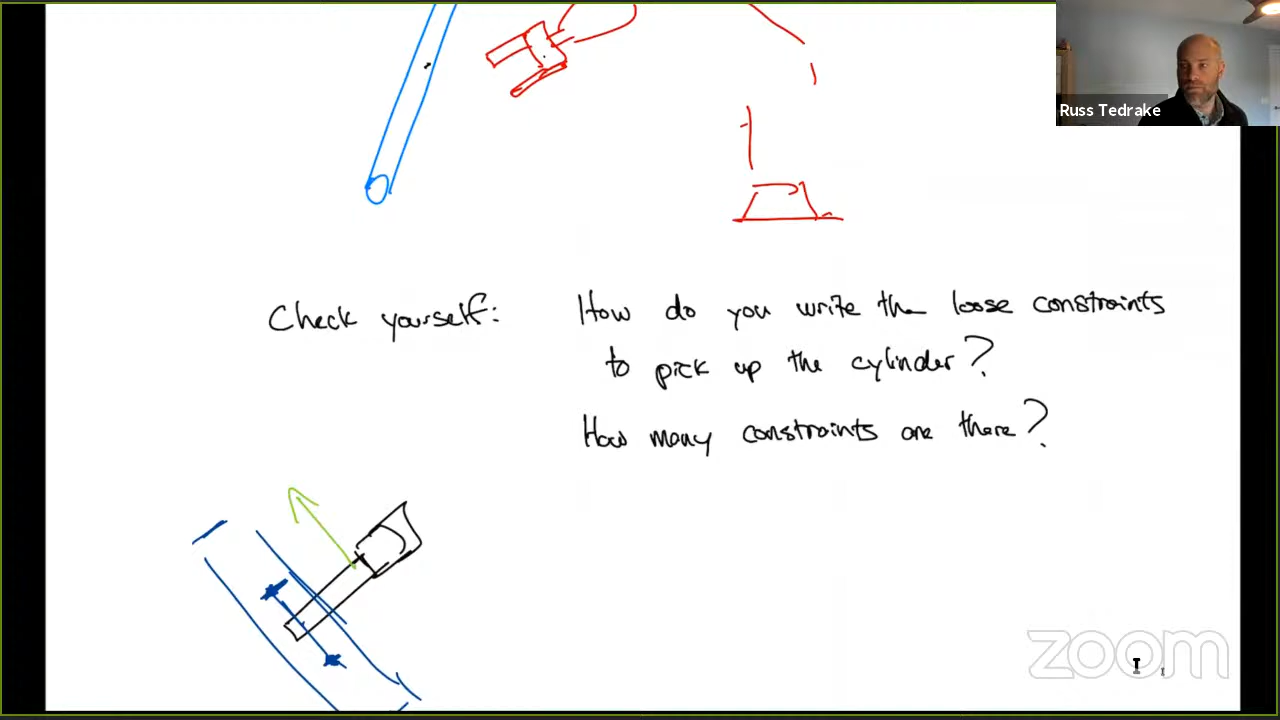 Russ Tedrake
Check yourself: How do you write the loose constraints
to pick up the cylinder?
How many constraints are there?
zoom